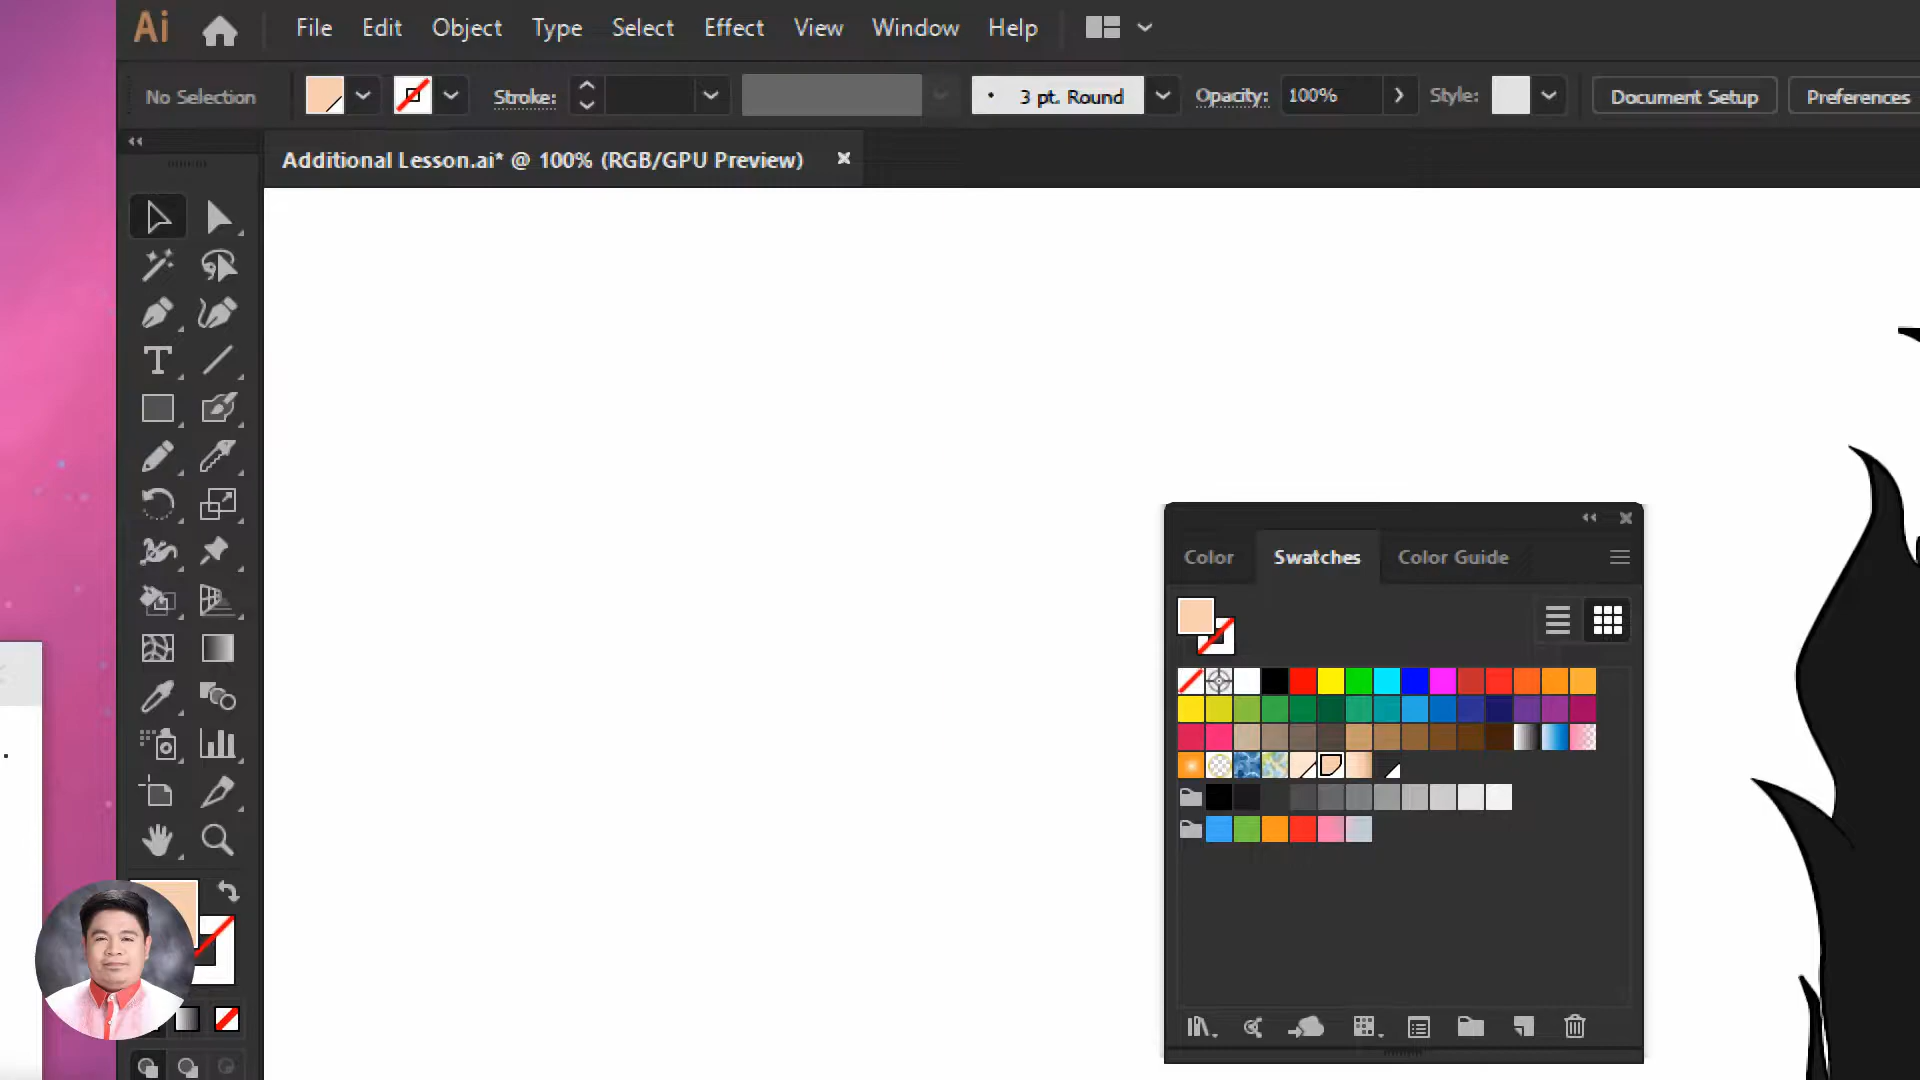 Ai File Edit Object Type Select Effect View Window Help
No Selection Stroke: 3 pt. Round Opacity: 100% Style: Document Setup Preferences
Additional Lesson.ai* @ 100% (RGB/GPU Preview)
Color Swatches Color Guide